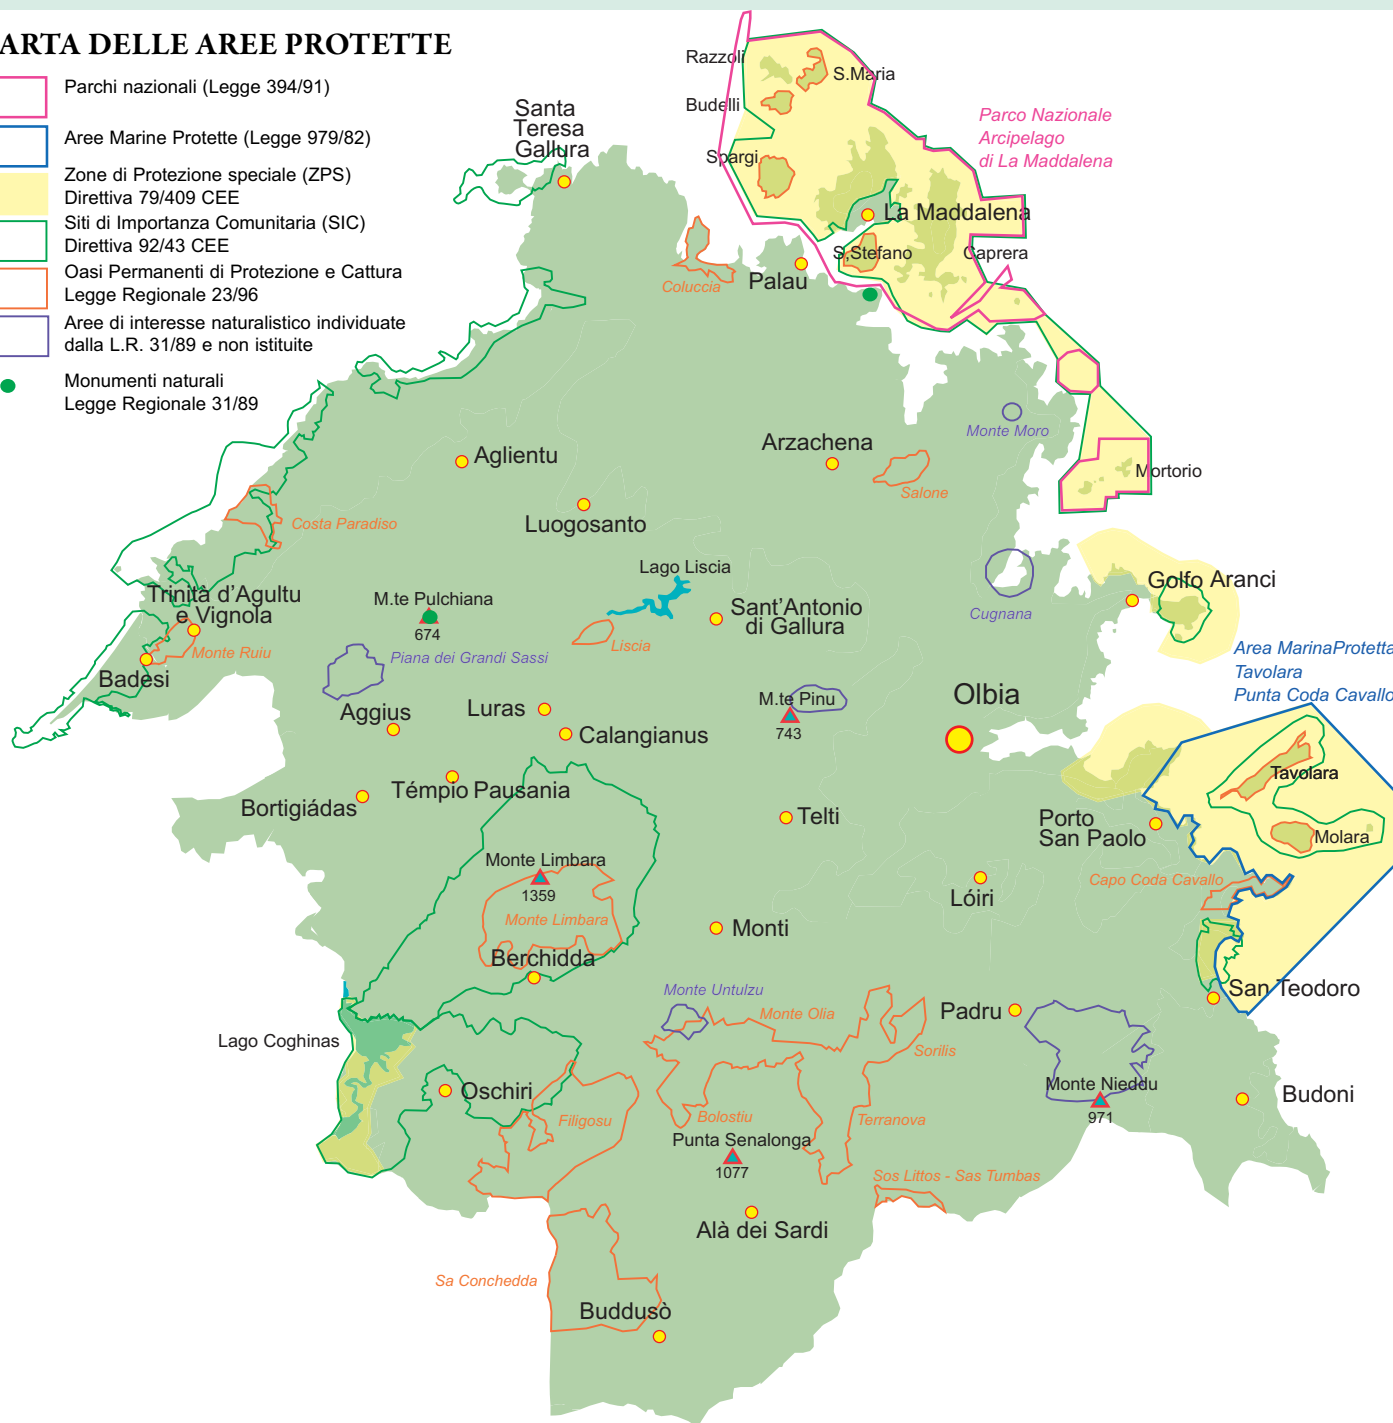 ARTA DELLE AREE PROTETTE
Parchi nazionali (Legge 394/91)
Aree Marine Protette (Legge 979/82)
Zone di Protezione speciale (ZPS)
Direttiva 79/409 CEE
Siti di Importanza Comunitaria (SIC)
Direttiva 92/43 CEE
Oasi Permanenti di Protezione e Cattura
Legge Regionale 23/96
Aree di interesse naturalistico individuate
dalla L.R. 31/89 e non istituite
Monumenti naturali
Legge Regionale 31/89
Razzoli
S.Maria
Budelli
Spargi
Parco Nazionale
Arcipelago
di La Maddalena
Santa
Teresa
Gallura
La Maddalena
S,Stefano
Caprera
Coluccia
Palau
Monte Moro
Mortorio
Arzachena
Salone
Aglientu
Luogosanto
Costa Paradiso
Lago Liscia
Golfo Aranci
Cugnana
Trinità d'Agultu
e Vignola
M.te Pulchiana
674
Sant'Antonio
di Gallura
Liscia
Monte Ruiu
Piana dei Grandi Sassi
Badesi
Area MarinaProtetta
Tavolara
Punta Coda Cavallo
Aggius
Luras
Calangianus
M.te Pinu
743
Olbia
Tavolara
Molara
Bortigiádas
Témpio Pausania
Telti
Porto
San Paolo
Capo Coda Cavallo
Monte Limbara
1359
Monte Limbara
Lóiri
Monti
Berchidda
San Teodoro
Monte Untulzu
Monte Olia
Padru
Sorilis
Lago Coghinas
Oschiri
Filigosu
Bolostiu
Terranova
Monte Nieddu
971
Budoni
Punta Senalonga
1077
Sos Littos - Sas Tumbas
Alà dei Sardi
Sa Conchedda
Buddusò